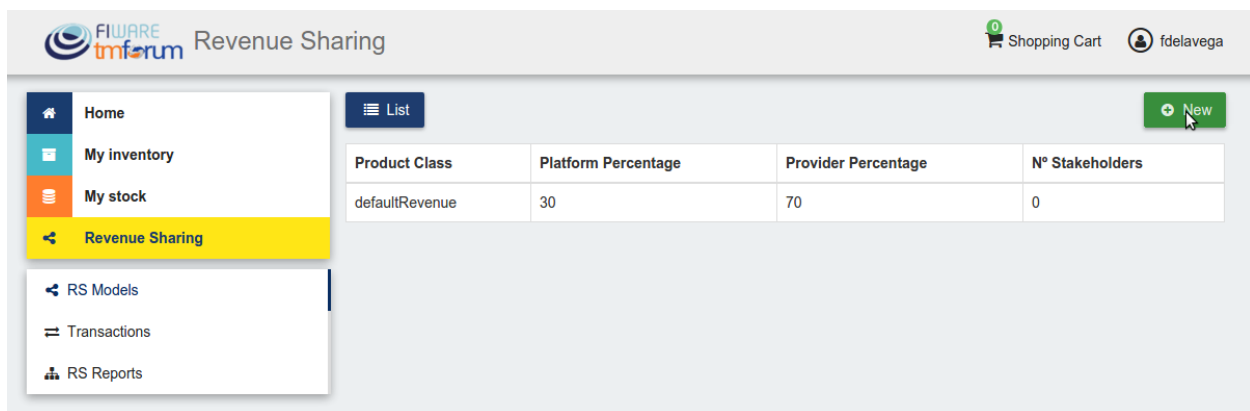 FIWARE
tmforum
Revenue Sharing
0
Shopping Cart
fdelavega
Home
My inventory
My stock
Revenue Sharing
RS Models
Transactions
RS Reports
List
New
Product Class Platform Percentage Provider Percentage Nº Stakeholders
defaultRevenue 30 70 0